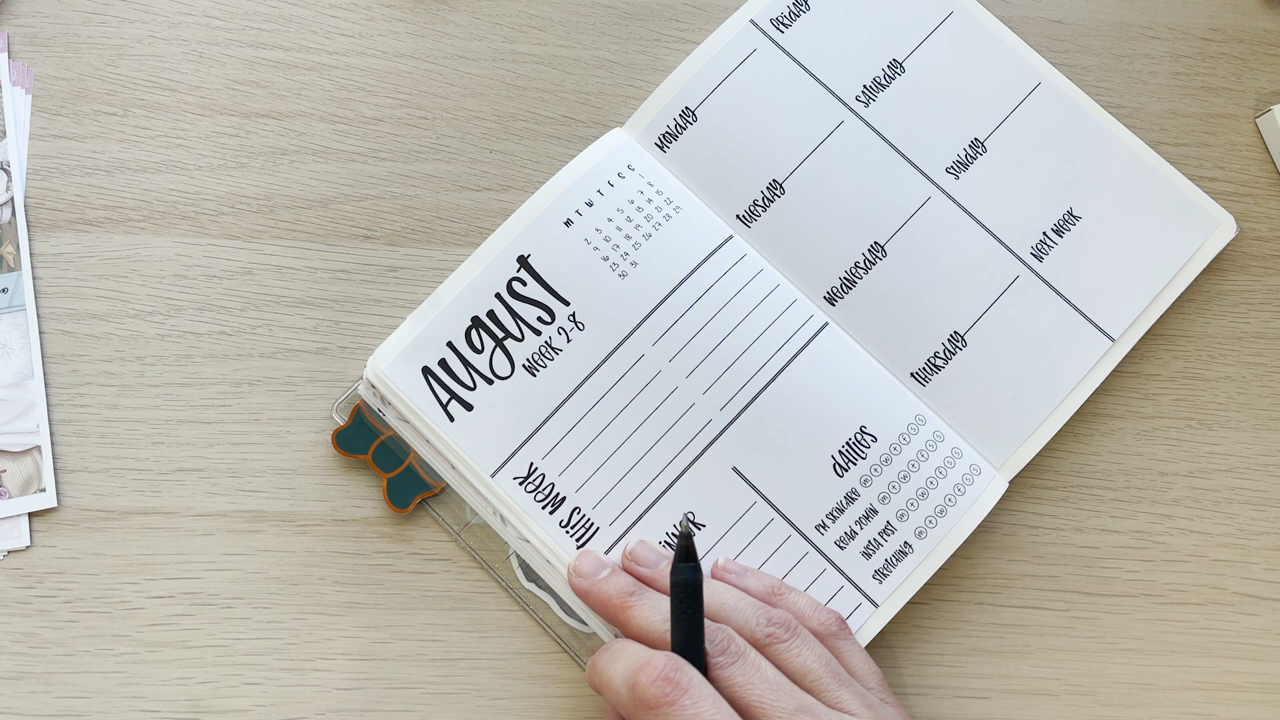 AUGUST
WEEK 2-8
M T W T F S S
1
2 3 4 5 6 7 8
9 10 11 12 13 14 15
16 17 18 19 20 21 22
23 24 25 26 27 28 29
30 31
THiS WEEK
dAiliES
PM SKiNCARE m t w t f s s
READ 20MiN m t w t f s s
iNSTA POST m t w t f s s
STRETCHiNG m t w t f s s
MONdAY
TUESdAY
WEdNESdAY
THURSdAY
FRidAY
SATURdAY
SUNdAY
NEXT WEEK